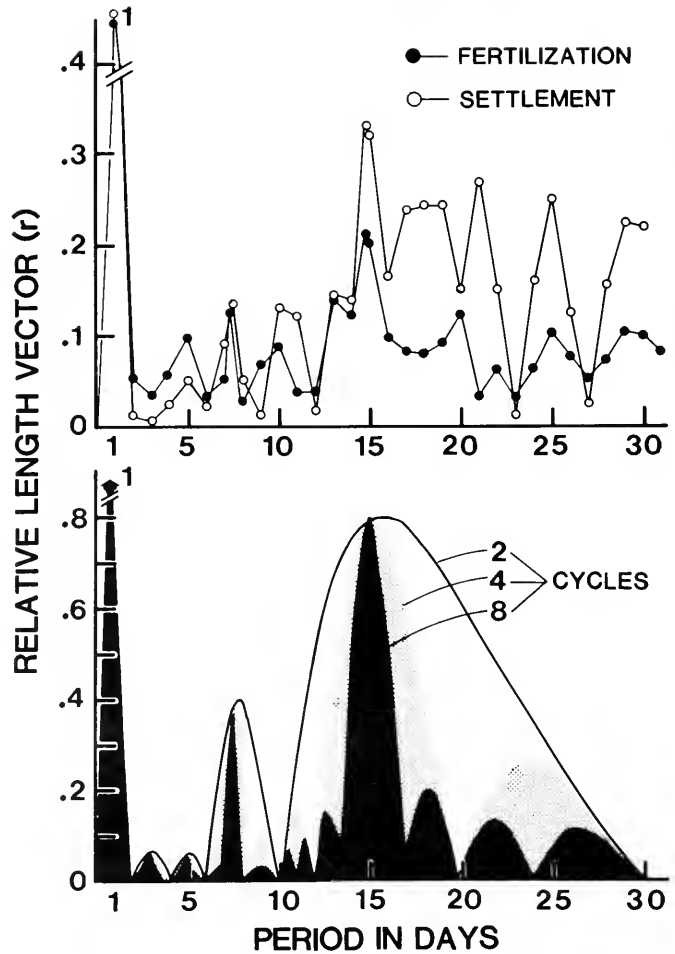 1
.4
.3
.2
.1
0
FERTILIZATION
SETTLEMENT
1 5 10 15 20 25 30
RELATIVE LENGTH VECTOR (r)
1
.8
.6
.4
.2
0
2
4
8
CYCLES
1 5 10 15 20 25 30
PERIOD IN DAYS